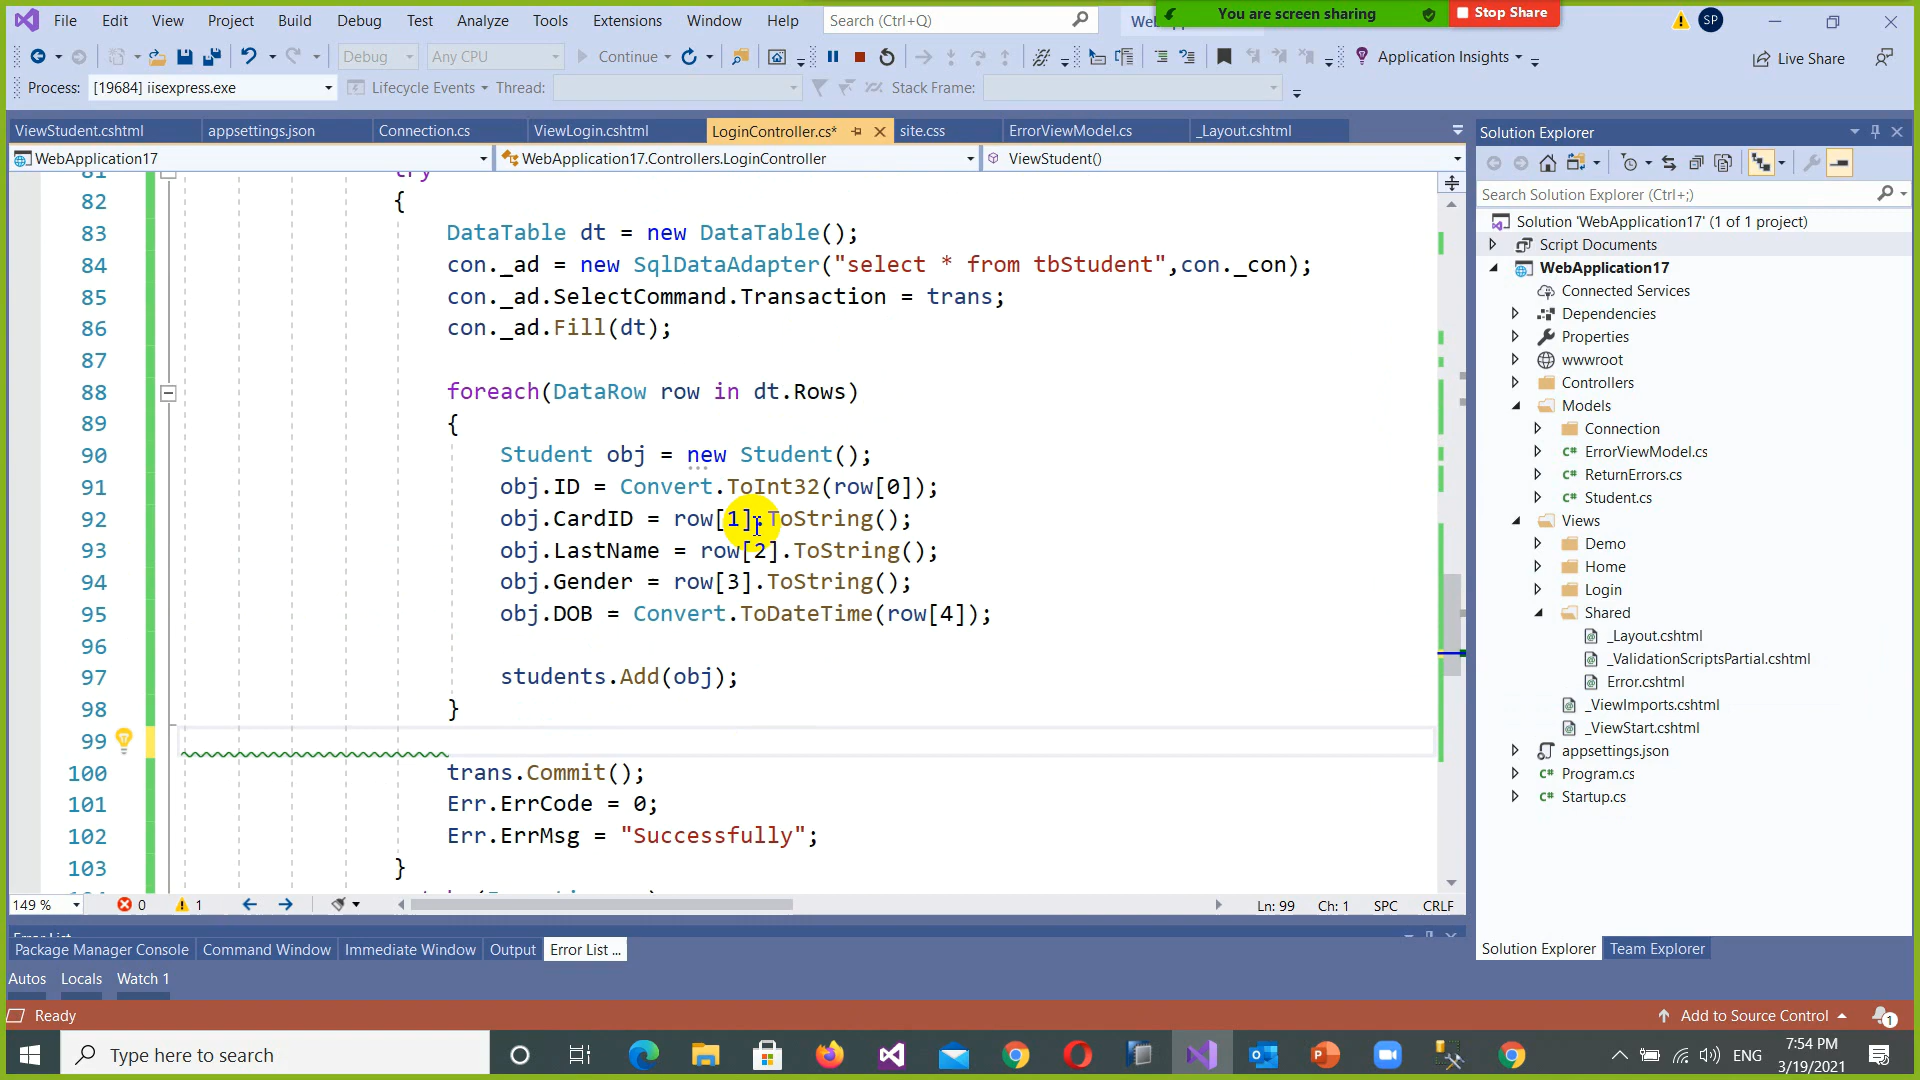 File Edit View Project Build Debug Test Analyze Tools Extensions Window Help Search (Ctrl+Q) You are screen sharing Stop Share SP
Debug Any CPU Continue Application Insights Live Share
Process: [19684] iisexpress.exe Lifecycle Events Thread: Stack Frame:
ViewStudent.cshtml appsettings.json Connection.cs ViewLogin.cshtml LoginController.cs* site.css ErrorViewModel.cs _Layout.cshtml
WebApplication17 WebApplication17.Controllers.LoginController ViewStudent()
81 try
82 {
83 DataTable dt = new DataTable();
84 con._ad = new SqlDataAdapter("select * from tbStudent",con._con);
85 con._ad.SelectCommand.Transaction = trans;
86 con._ad.Fill(dt);
87
88 foreach(DataRow row in dt.Rows)
89 {
90 Student obj = new Student();
91 obj.ID = Convert.ToInt32(row[0]);
92 obj.CardID = row[1].ToString();
93 obj.LastName = row[2].ToString();
94 obj.Gender = row[3].ToString();
95 obj.DOB = Convert.ToDateTime(row[4]);
96
97 students.Add(obj);
98 }
99
100 trans.Commit();
101 Err.ErrCode = 0;
102 Err.ErrMsg = "Successfully";
103 }
149 % 0 1 Ln: 99 Ch: 1 SPC CRLF
Package Manager Console Command Window Immediate Window Output Error List ...
Autos Locals Watch 1
Solution Explorer
Search Solution Explorer (Ctrl+;)
Solution 'WebApplication17' (1 of 1 project)
Script Documents
WebApplication17
Connected Services
Dependencies
Properties
wwwroot
Controllers
Models
Connection
C# ErrorViewModel.cs
C# ReturnErrors.cs
C# Student.cs
Views
Demo
Home
Login
Shared
_Layout.cshtml
_ValidationScriptsPartial.cshtml
Error.cshtml
_ViewImports.cshtml
_ViewStart.cshtml
appsettings.json
C# Program.cs
C# Startup.cs
Solution Explorer Team Explorer
Ready Add to Source Control 1
Type here to search ENG 7:54 PM
3/19/2021